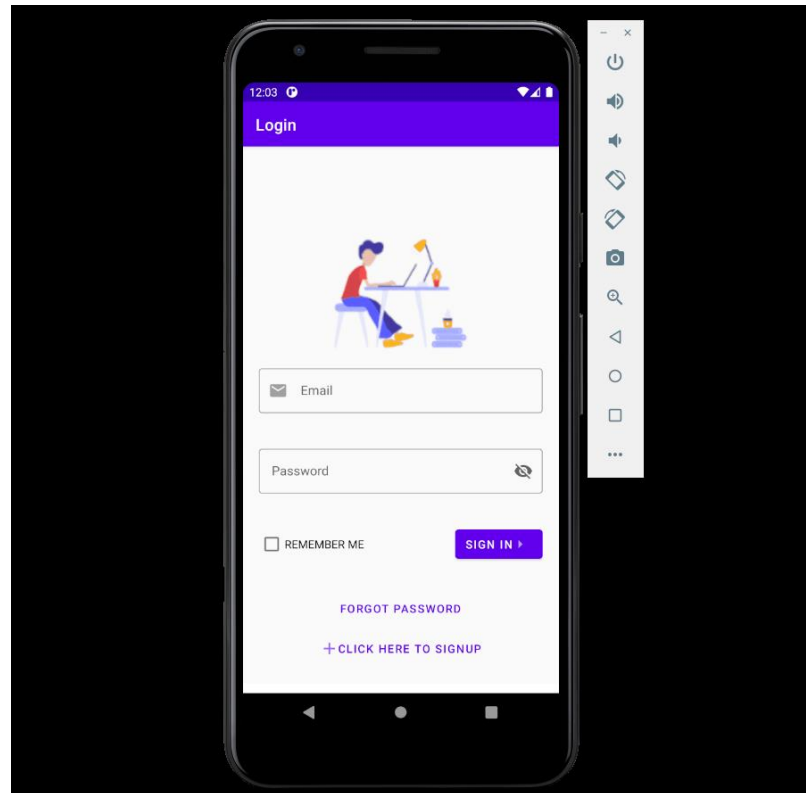 12:03
Login
Email
Password
REMEMBER ME
SIGN IN
FORGOT PASSWORD
+CLICK HERE TO SIGNUP